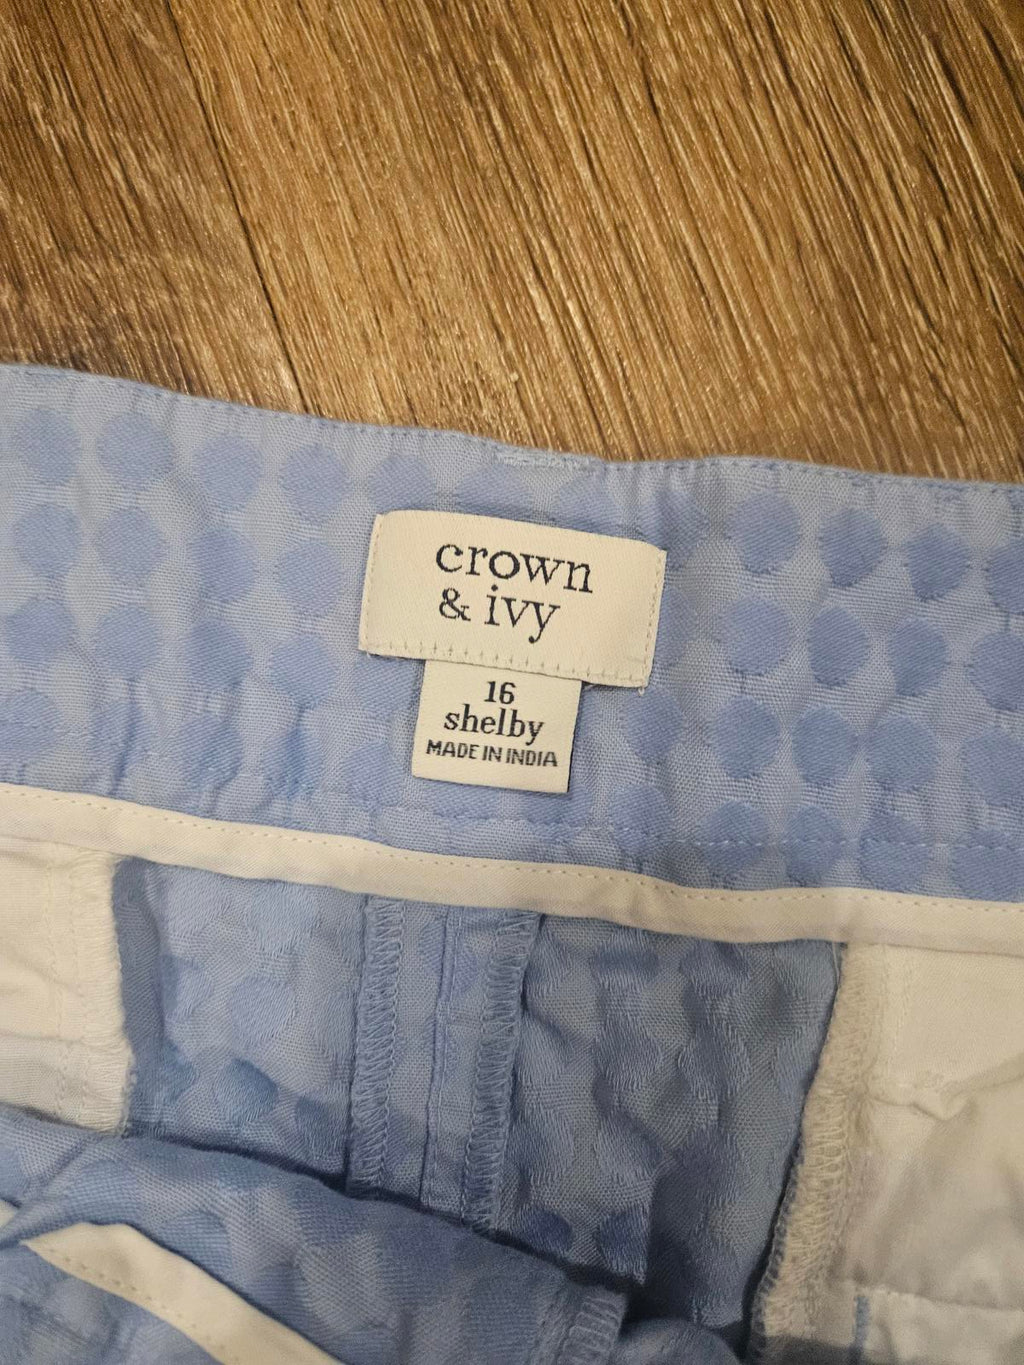 crown
& ivy
16
shelby
MADE IN INDIA